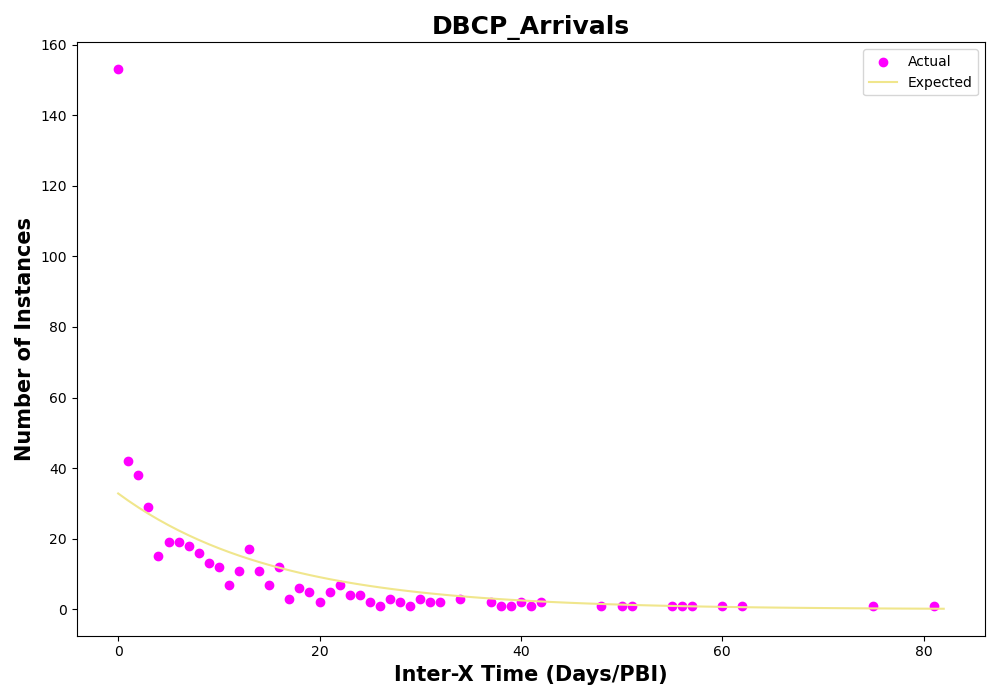 DBCP_Arrivals
Actual
Expected
160
140
120
100
80
60
40
20
0
Number of Instances
0
20
40
60
80
Inter-X Time (Days/PBI)